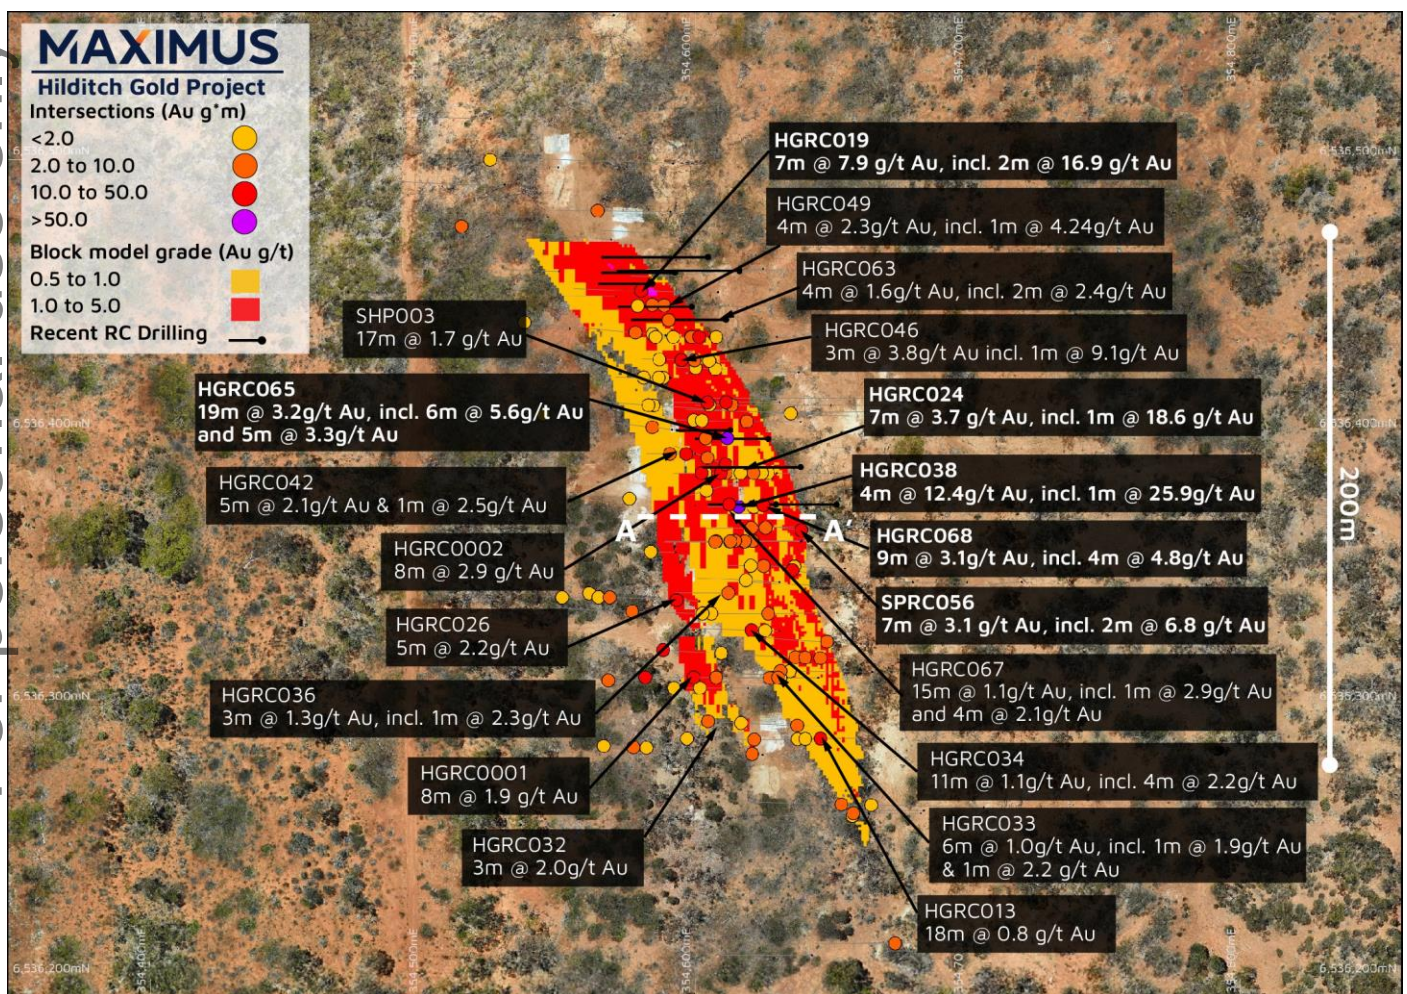 MAXIMUS
Hilditch Gold Project
Intersections (Au g*m)
<2.0
2.0 to 10.0
10.0 to 50.0
>50.0
Block model grade (Au g/t)
0.5 to 1.0
1.0 to 5.0
Recent RC Drilling
354,600mE
354,800mE
6,536,500mN
HGRC019
7m @ 7.9 g/t Au, incl. 2m @ 16.9 g/t Au
HGRC049
4m @ 2.3g/t Au, incl. 1m @ 4.24g/t Au
HGRC063
4m @ 1.6g/t Au, incl. 2m @ 2.4g/t Au
SHP003
17m @ 1.7 g/t Au
HGRC046
3m @ 3.8g/t Au incl. 1m @ 9.1g/t Au
HGRC065
19m @ 3.2g/t Au, incl. 6m @ 5.6g/t Au
and 5m @ 3.3g/t Au
HGRC024
7m @ 3.7 g/t Au, incl. 1m @ 18.6 g/t Au
6,536,400mN
6,536,400mN
HGRC042
5m @ 2.1g/t Au & 1m @ 2.5g/t Au
HGRC038
4m @ 12.4g/t Au, incl. 1m @ 25.9g/t Au
200m
A
A'
HGRC0002
8m @ 2.9 g/t Au
HGRC068
9m @ 3.1g/t Au, incl. 4m @ 4.8g/t Au
HGRC026
5m @ 2.2g/t Au
SPRC056
7m @ 3.1 g/t Au, incl. 2m @ 6.8 g/t Au
HGRC036
3m @ 1.3g/t Au, incl. 1m @ 2.3g/t Au
HGRC067
15m @ 1.1g/t Au, incl. 1m @ 2.9g/t Au
and 4m @ 2.1g/t Au
6,536,300mN
6,536,300mN
HGRC0001
8m @ 1.9 g/t Au
HGRC034
11m @ 1.1g/t Au, incl. 4m @ 2.2g/t Au
HGRC032
3m @ 2.0g/t Au
HGRC033
6m @ 1.0g/t Au, incl. 1m @ 1.9g/t Au
& 1m @ 2.2 g/t Au
HGRC013
18m @ 0.8 g/t Au
6,536,200mN
6,536,200mN